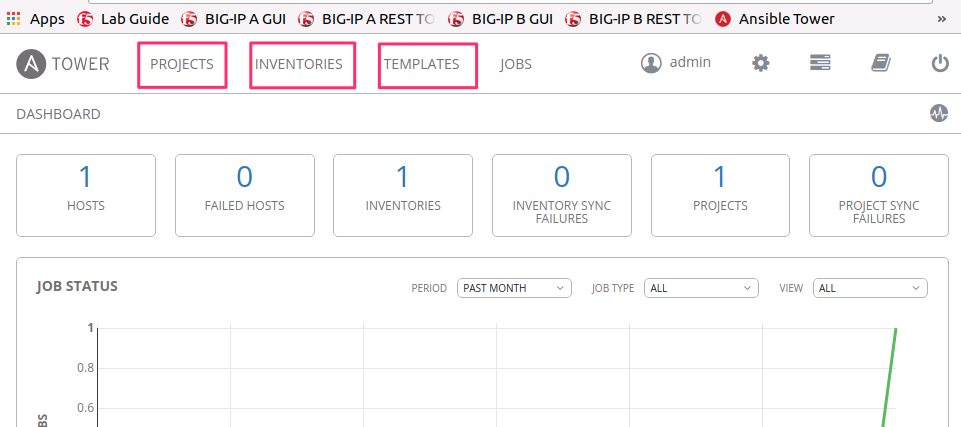 Apps Lab Guide BIG-IP A GUI BIG-IP A REST TO BIG-IP B GUI BIG-IP B REST TO Ansible Tower »
A TOWER PROJECTS INVENTORIES TEMPLATES JOBS admin
DASHBOARD
1 0 1 0 1 0
HOSTS FAILED HOSTS INVENTORIES INVENTORY SYNC FAILURES PROJECTS PROJECT SYNC FAILURES
JOB STATUS PERIOD PAST MONTH JOB TYPE ALL VIEW ALL
1
0.8
0.6
BS